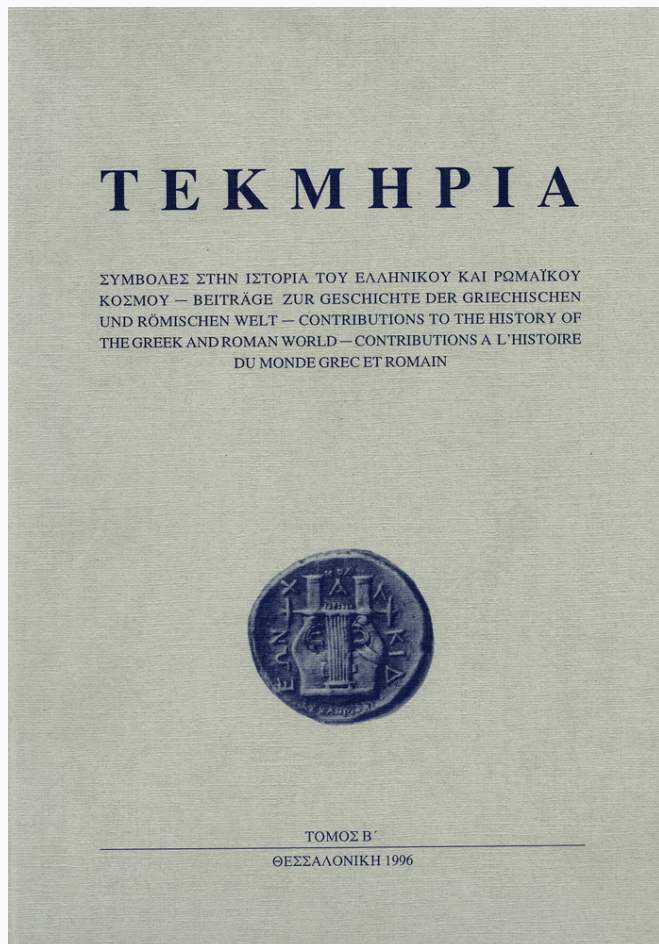 ΤΕΚΜΗΡΙΑ
ΣΥΜΒΟΛΕΣ ΣΤΗΝ ΙΣΤΟΡΙΑ ΤΟΥ ΕΛΛΗΝΙΚΟΥ ΚΑΙ ΡΩΜΑΪΚΟΥ
ΚΟΣΜΟΥ — BEITRÄGE ZUR GESCHICHTE DER GRIECHISCHEN
UND RÖMISCHEN WELT — CONTRIBUTIONS TO THE HISTORY OF
THE GREEK AND ROMAN WORLD — CONTRIBUTIONS A L'HISTOIRE
DU MONDE GREC ET ROMAIN
ΤΟΜΟΣ Β΄
ΘΕΣΣΑΛΟΝΙΚΗ 1996